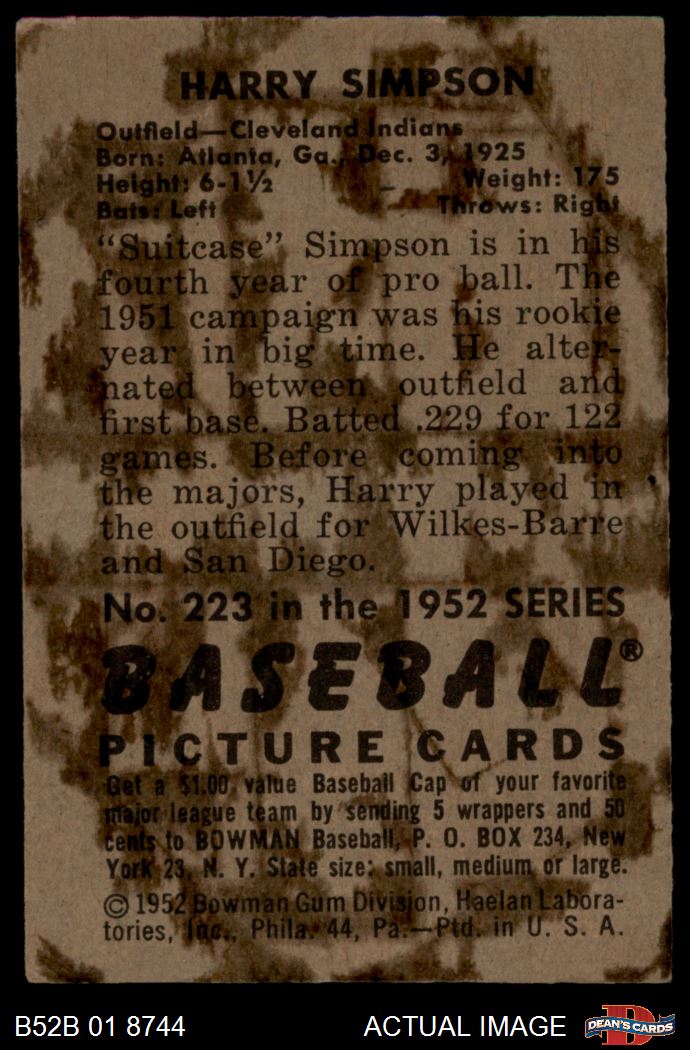 HARRY SIMPSON
Outfield—Cleveland Indians
Born: Atlanta, Ga., Dec. 3, 1925
Height: 6-1½ Weight: 175
Bats: Left Throws: Right
"Suitcase" Simpson is in his
fourth year of pro ball. The
1951 campaign was his rookie
year in big time. He alter-
nated between outfield and
first base. Batted .229 for 122
games. Before coming into
the majors, Harry played in
the outfield for Wilkes-Barre
and San Diego.
No. 223 in the 1952 SERIES
BASEBALL®
PICTURE CARDS
Get a $1.00 value Baseball Cap of your favorite
major league team by sending 5 wrappers and 50
cents to BOWMAN Baseball, P. O. BOX 234, New
York 23, N. Y. State size: small, medium or large.
© 1952 Bowman Gum Division, Haelan Labora-
tories, Inc., Phila. 44, Pa.—Ptd. in U. S. A.
B52B 01 8744 ACTUAL IMAGE D DEAN'S CARDS